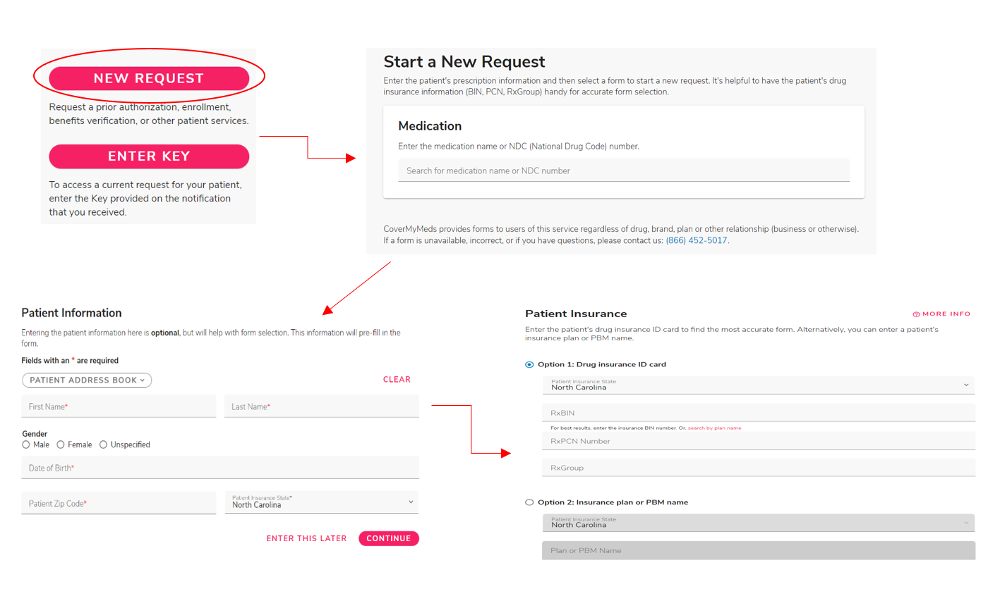 NEW REQUEST
Request a prior authorization, enrollment,
benefits verification, or other patient services.
ENTER KEY
To access a current request for your patient,
enter the Key provided on the notification
that you received.
Start a New Request
Enter the patient's prescription information and then select a form to start a new request. It's helpful to have the patient's drug
insurance information (BIN, PCN, RxGroup) handy for accurate form selection.
Medication
Enter the medication name or NDC (National Drug Code) number.
Search for medication name or NDC number
CoverMyMeds provides forms to users of this service regardless of drug, brand, plan or other relationship (business or otherwise).
If a form is unavailable, incorrect, or if you have questions, please contact us: (866) 452-5017.
Patient Information
Entering the patient information here is optional, but will help with form selection. This information will pre-fill in the
form.
Fields with an * are required
PATIENT ADDRESS BOOK
CLEAR
First Name*
Last Name*
Gender
Male Female Unspecified
Date of Birth*
Patient Zip Code*
Patient Insurance State*
North Carolina
ENTER THIS LATER
CONTINUE
Patient Insurance
MORE INFO
Enter the patient's drug insurance ID card to find the most accurate form. Alternatively, you can enter a patient's
insurance plan or PBM name.
Option 1: Drug insurance ID card
Patient Insurance State
North Carolina
RxBIN
For best results, enter the insurance BIN number. Or, search by plan name
RxPCN Number
RxGroup
Option 2: Insurance plan or PBM name
Patient Insurance State
North Carolina
Plan or PBM Name